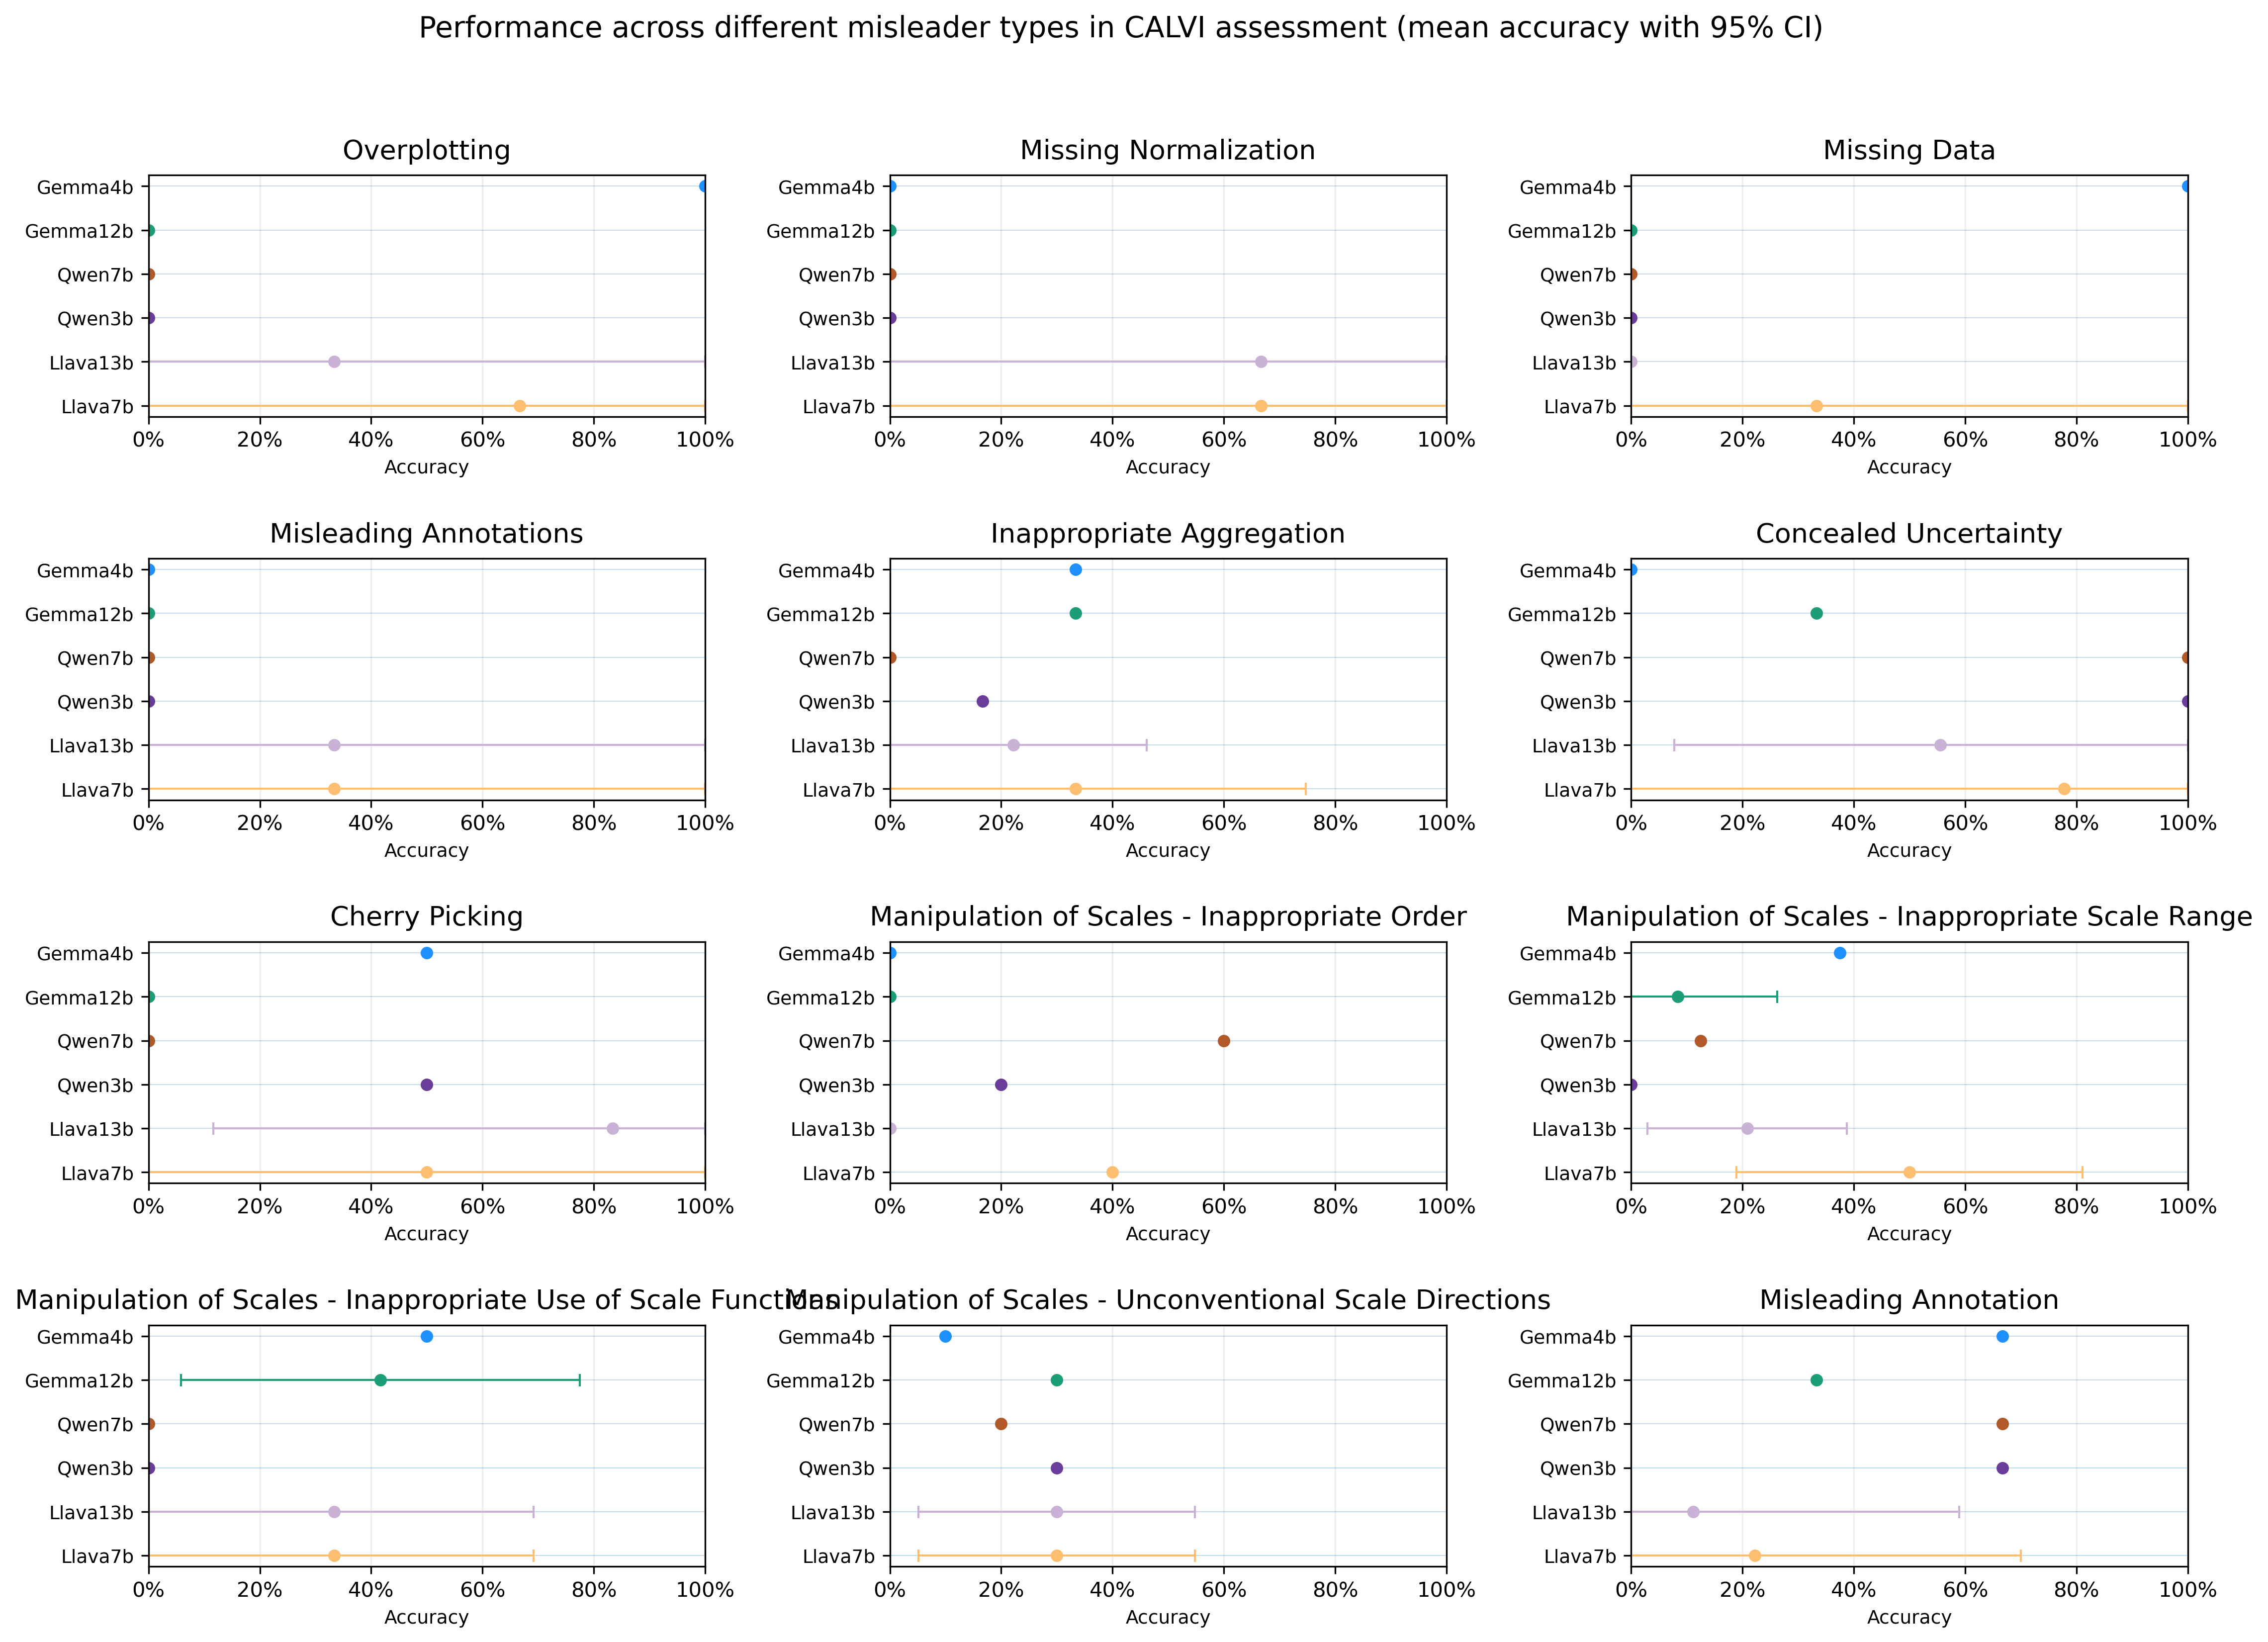 Performance across different misleader types in CALVI assessment (mean accuracy with 95% CI)
Overplotting
Gemma4b
Gemma12b
Qwen7b
Qwen3b
Llava13b
Llava7b
0% 20% 40% 60% 80% 100%
Accuracy
Missing Normalization
Gemma4b
Gemma12b
Qwen7b
Qwen3b
Llava13b
Llava7b
0% 20% 40% 60% 80% 100%
Accuracy
Missing Data
Gemma4b
Gemma12b
Qwen7b
Qwen3b
Llava13b
Llava7b
0% 20% 40% 60% 80% 100%
Accuracy
Misleading Annotations
Gemma4b
Gemma12b
Qwen7b
Qwen3b
Llava13b
Llava7b
0% 20% 40% 60% 80% 100%
Accuracy
Inappropriate Aggregation
Gemma4b
Gemma12b
Qwen7b
Qwen3b
Llava13b
Llava7b
0% 20% 40% 60% 80% 100%
Accuracy
Concealed Uncertainty
Gemma4b
Gemma12b
Qwen7b
Qwen3b
Llava13b
Llava7b
0% 20% 40% 60% 80% 100%
Accuracy
Cherry Picking
Gemma4b
Gemma12b
Qwen7b
Qwen3b
Llava13b
Llava7b
0% 20% 40% 60% 80% 100%
Accuracy
Manipulation of Scales - Inappropriate Order
Gemma4b
Gemma12b
Qwen7b
Qwen3b
Llava13b
Llava7b
0% 20% 40% 60% 80% 100%
Accuracy
Manipulation of Scales - Inappropriate Scale Range
Gemma4b
Gemma12b
Qwen7b
Qwen3b
Llava13b
Llava7b
0% 20% 40% 60% 80% 100%
Accuracy
Manipulation of Scales - Inappropriate Use of Scale Functions
Gemma4b
Gemma12b
Qwen7b
Qwen3b
Llava13b
Llava7b
0% 20% 40% 60% 80% 100%
Accuracy
Manipulation of Scales - Unconventional Scale Directions
Gemma4b
Gemma12b
Qwen7b
Qwen3b
Llava13b
Llava7b
0% 20% 40% 60% 80% 100%
Accuracy
Misleading Annotation
Gemma4b
Gemma12b
Qwen7b
Qwen3b
Llava13b
Llava7b
0% 20% 40% 60% 80% 100%
Accuracy